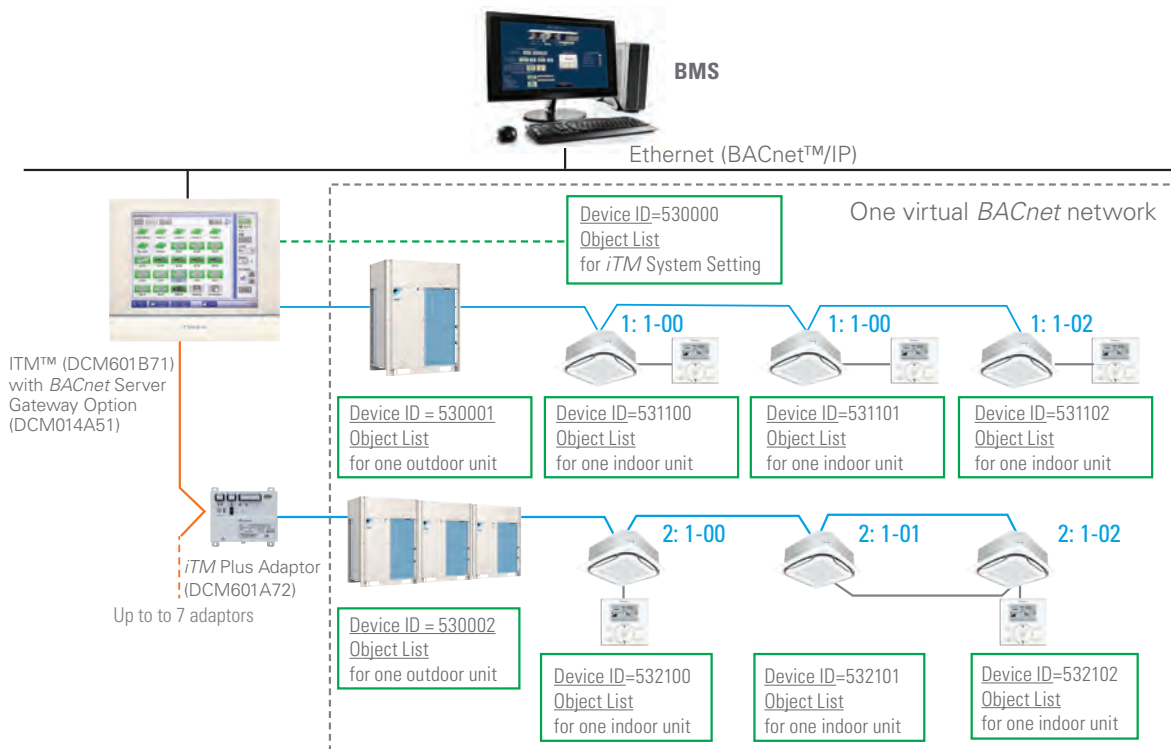 BMS
Ethernet (BACnet™/IP)
One virtual BACnet network
Device ID=530000
Object List
for iTM System Setting
1: 1-00
1: 1-00
1: 1-02
ITM™ (DCM601B71)
with BACnet Server
Gateway Option
(DCM014A51)
Device ID = 530001
Object List
for one outdoor unit
Device ID=531100
Object List
for one indoor unit
Device ID=531101
Object List
for one indoor unit
Device ID=531102
Object List
for one indoor unit
2: 1-00
2: 1-01
2: 1-02
iTM Plus Adaptor
(DCM601A72)
Up to to 7 adaptors
Device ID = 530002
Object List
for one outdoor unit
Device ID=532100
Object List
for one indoor unit
Device ID=532101
Object List
for one indoor unit
Device ID=532102
Object List
for one indoor unit